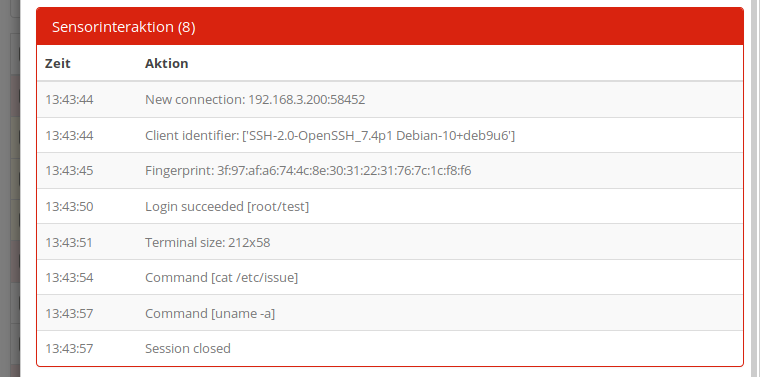 Sensorinteraktion (8)
Zeit Aktion
13:43:44 New connection: 192.168.3.200:58452
13:43:44 Client identifier: ['SSH-2.0-OpenSSH_7.4p1 Debian-10+deb9u6']
13:43:45 Fingerprint: 3f:97:af:a6:74:4c:8e:30:31:22:31:76:7c:1c:f8:f6
13:43:50 Login succeeded [root/test]
13:43:51 Terminal size: 212x58
13:43:54 Command [cat /etc/issue]
13:43:57 Command [uname -a]
13:43:57 Session closed